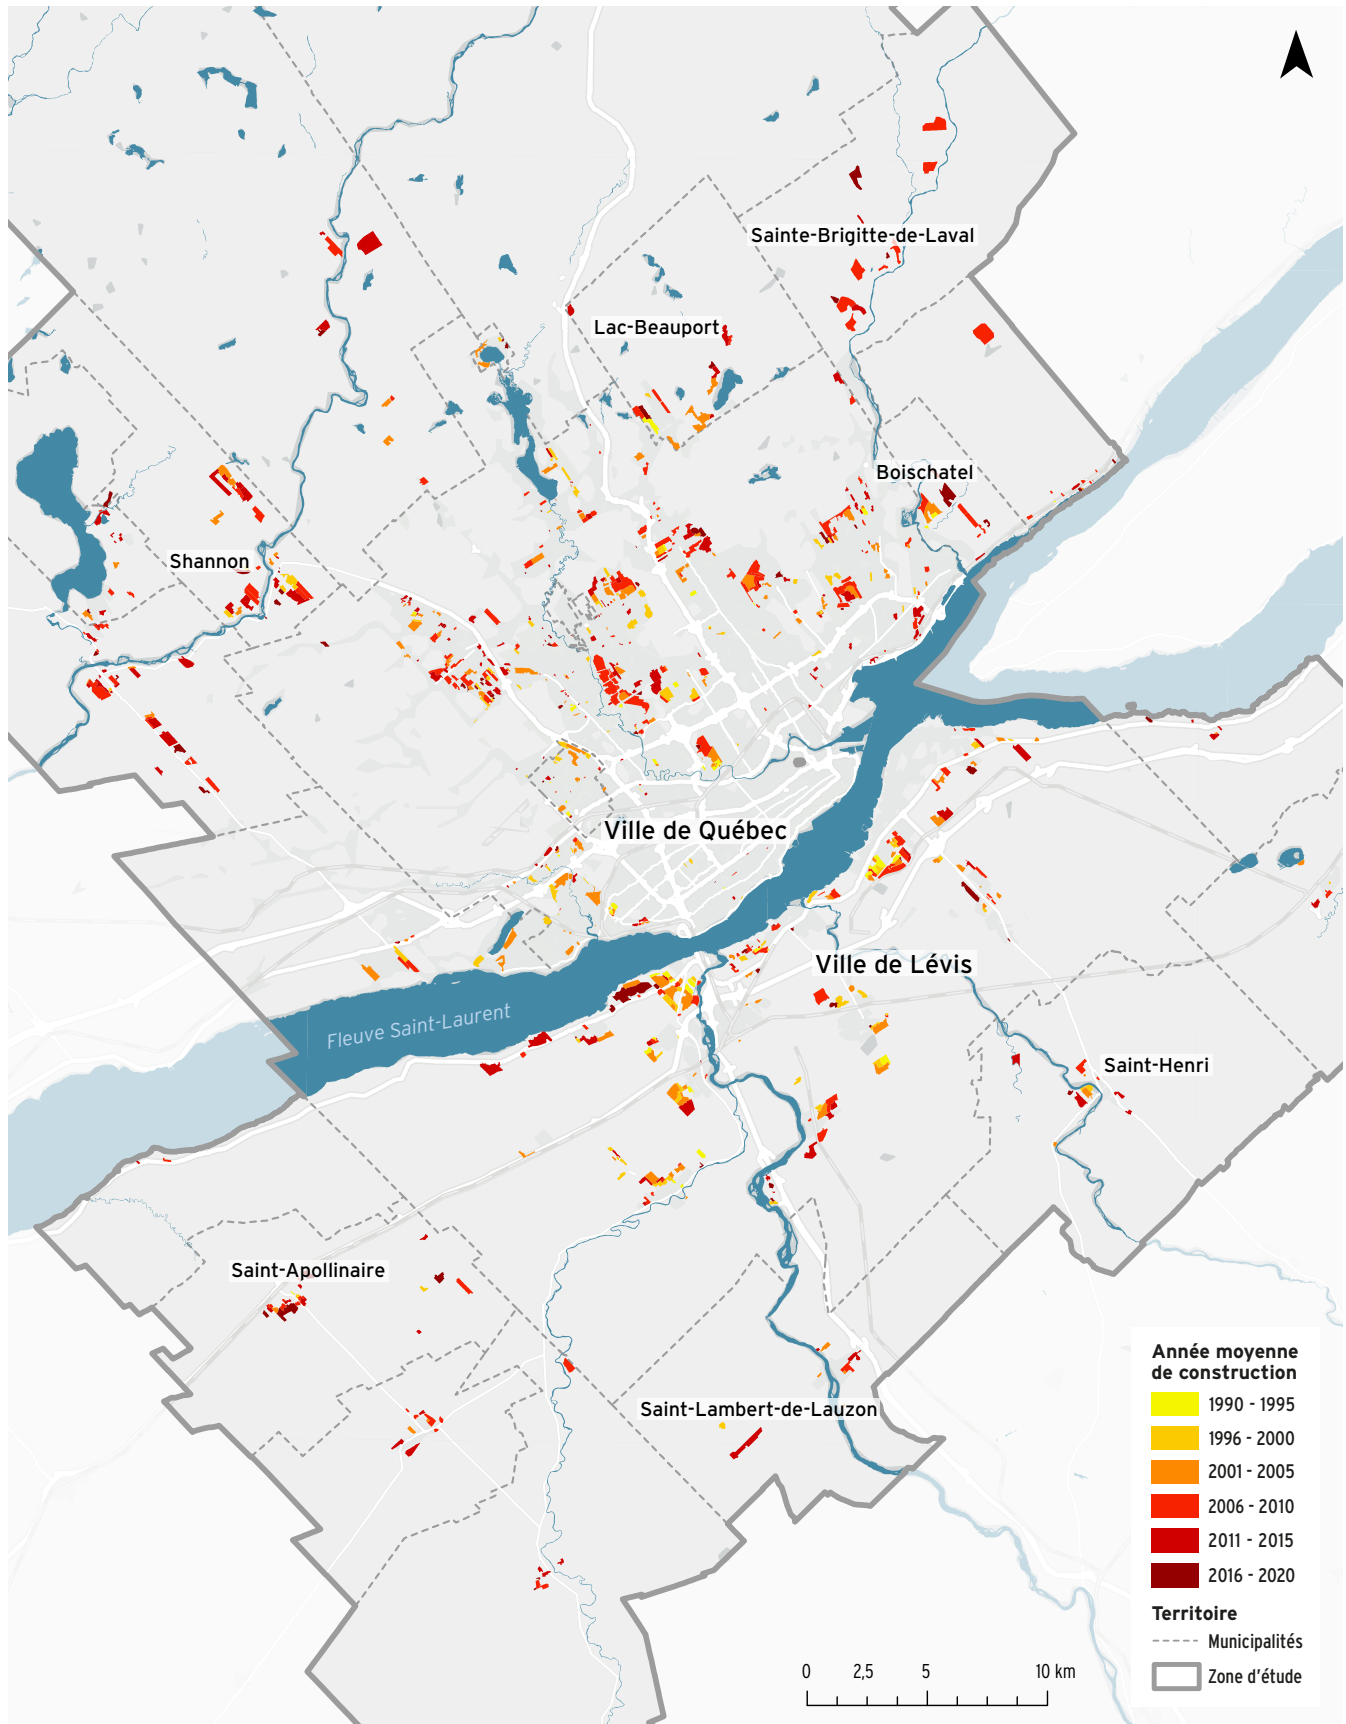 Sainte-Brigitte-de-Laval
Lac-Beauport
Boischatel
Shannon
Ville de Québec
Ville de Lévis
Fleuve Saint-Laurent
Saint-Henri
Saint-Apollinaire
Saint-Lambert-de-Lauzon
Année moyenne
de construction
1990 - 1995
1996 - 2000
2001 - 2005
2006 - 2010
2011 - 2015
2016 - 2020
Territoire
Municipalités
Zone d'étude
0 2,5 5 10 km